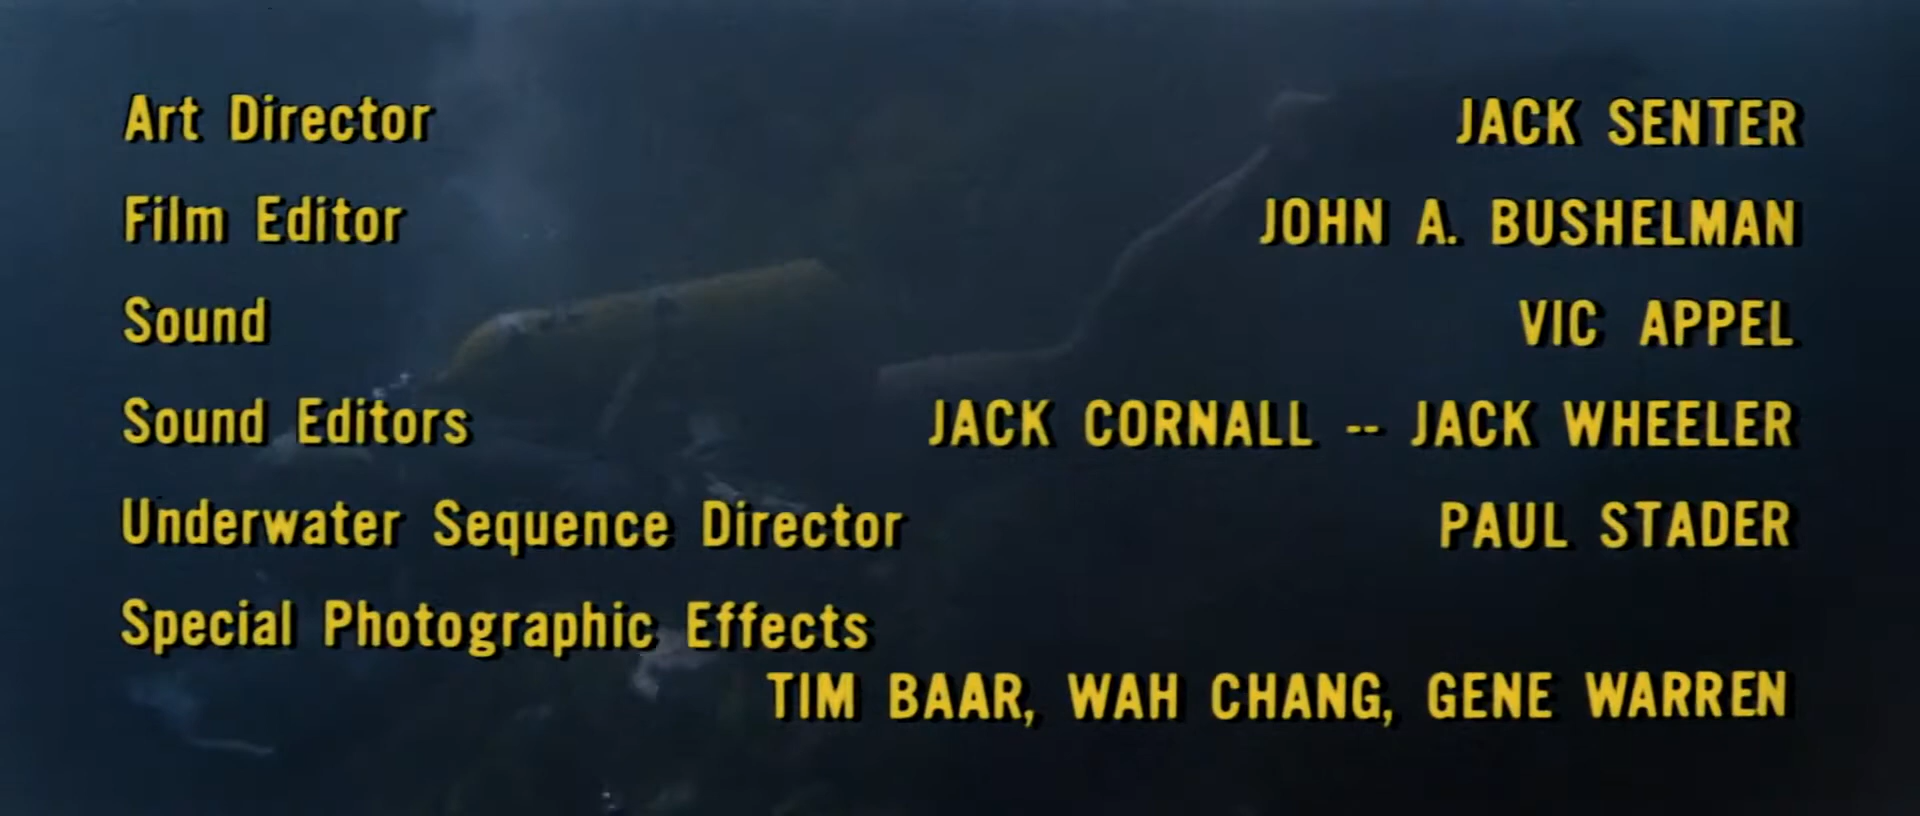 Art Director JACK SENTER
Film Editor JOHN A. BUSHELMAN
Sound VIC APPEL
Sound Editors JACK CORNALL -- JACK WHEELER
Underwater Sequence Director PAUL STADER
Special Photographic Effects
TIM BAAR, WAH CHANG, GENE WARREN